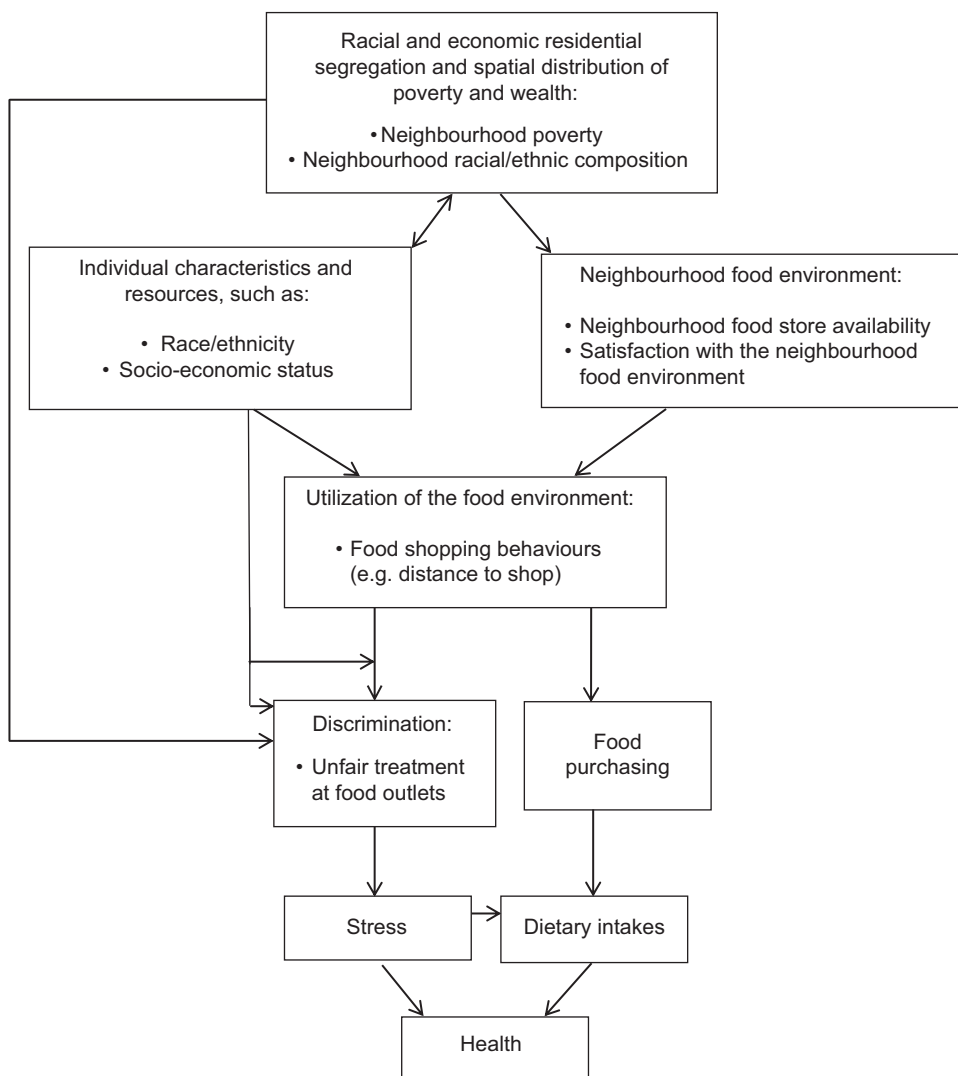 Racial and economic residential
segregation and spatial distribution of
poverty and wealth:
•Neighbourhood poverty
• Neighbourhood racial/ethnic composition
Individual characteristics and
resources, such as:
• Race/ethnicity
• Socio-economic status
Neighbourhood food environment:
• Neighbourhood food store availability
• Satisfaction with the neighbourhood
food environment
Utilization of the food environment:
• Food shopping behaviours
(e.g. distance to shop)
Discrimination:
• Unfair treatment
at food outlets
Food
purchasing
Stress
Dietary intakes
Health